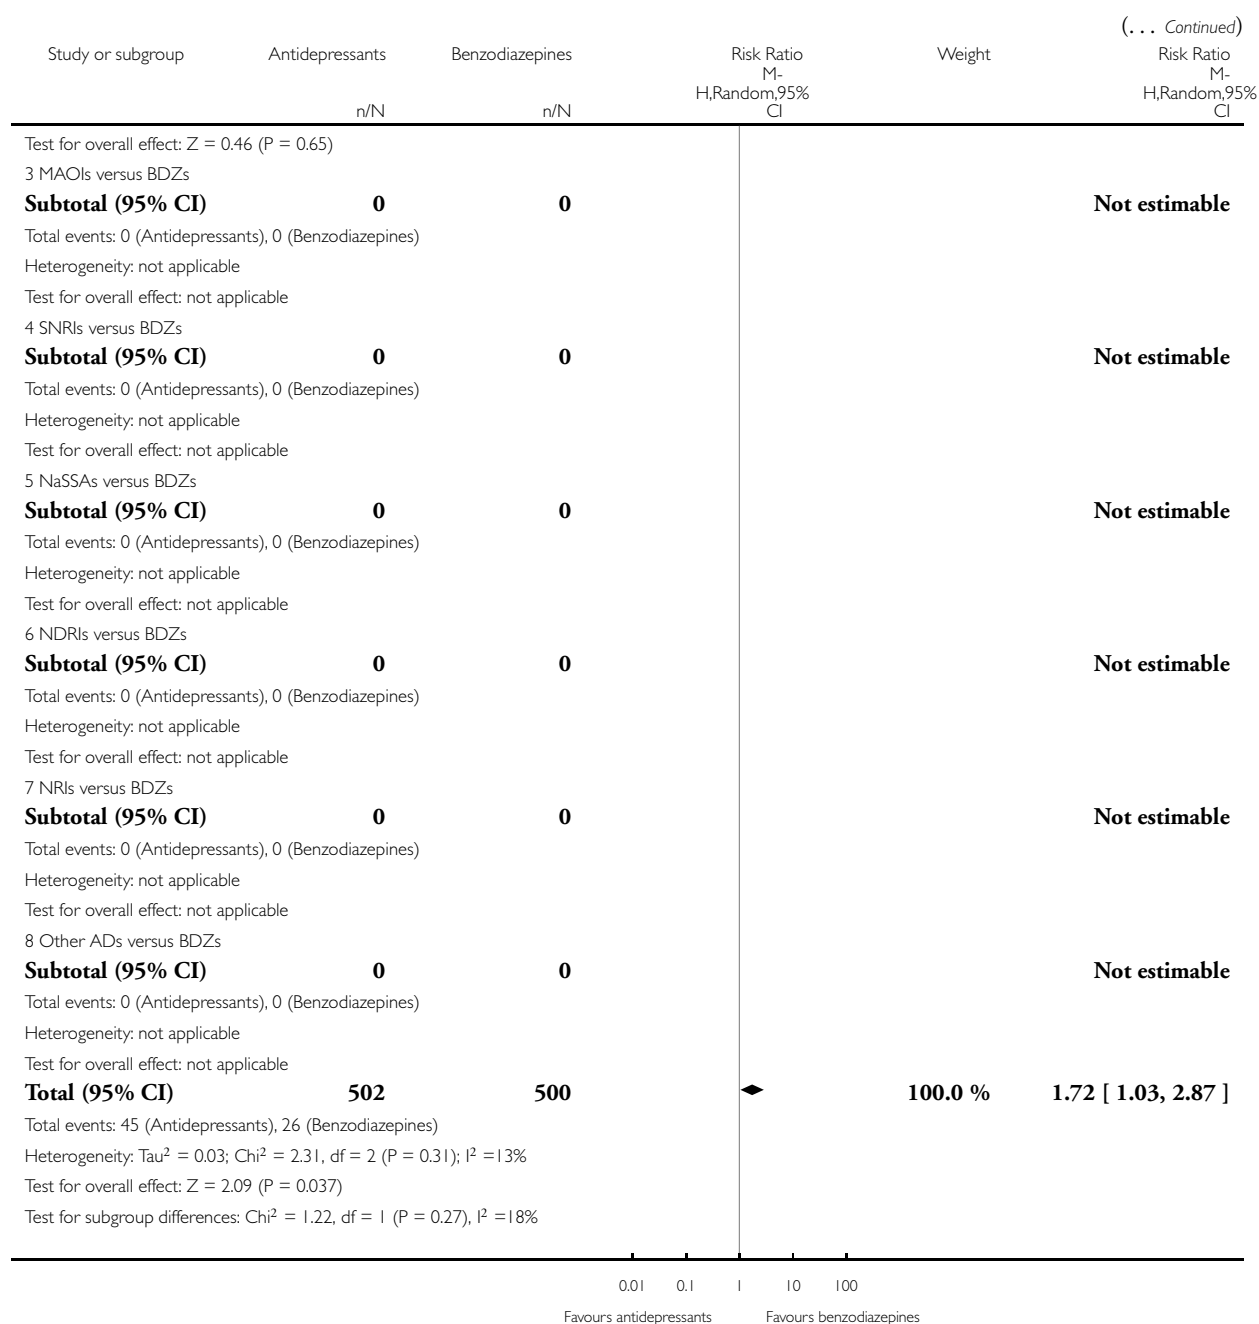 (. . . Continued)
Study or subgroup Antidepressants Benzodiazepines Risk Ratio Weight Risk Ratio
n/N n/N M-H,Random,95% CI M-H,Random,95% CI
Test for overall effect: Z = 0.46 (P = 0.65)
3 MAOIs versus BDZs
Subtotal (95% CI) 0 0 Not estimable
Total events: 0 (Antidepressants), 0 (Benzodiazepines)
Heterogeneity: not applicable
Test for overall effect: not applicable
4 SNRIs versus BDZs
Subtotal (95% CI) 0 0 Not estimable
Total events: 0 (Antidepressants), 0 (Benzodiazepines)
Heterogeneity: not applicable
Test for overall effect: not applicable
5 NaSSAs versus BDZs
Subtotal (95% CI) 0 0 Not estimable
Total events: 0 (Antidepressants), 0 (Benzodiazepines)
Heterogeneity: not applicable
Test for overall effect: not applicable
6 NDRIs versus BDZs
Subtotal (95% CI) 0 0 Not estimable
Total events: 0 (Antidepressants), 0 (Benzodiazepines)
Heterogeneity: not applicable
Test for overall effect: not applicable
7 NRIs versus BDZs
Subtotal (95% CI) 0 0 Not estimable
Total events: 0 (Antidepressants), 0 (Benzodiazepines)
Heterogeneity: not applicable
Test for overall effect: not applicable
8 Other ADs versus BDZs
Subtotal (95% CI) 0 0 Not estimable
Total events: 0 (Antidepressants), 0 (Benzodiazepines)
Heterogeneity: not applicable
Test for overall effect: not applicable
Total (95% CI) 502 500 100.0 % 1.72 [ 1.03, 2.87 ]
Total events: 45 (Antidepressants), 26 (Benzodiazepines)
Heterogeneity: Tau² = 0.03; Chi² = 2.31, df = 2 (P = 0.31); I² =13%
Test for overall effect: Z = 2.09 (P = 0.037)
Test for subgroup differences: Chi² = 1.22, df = 1 (P = 0.27), I² =18%
0.01 0.1 1 10 100
Favours antidepressants Favours benzodiazepines